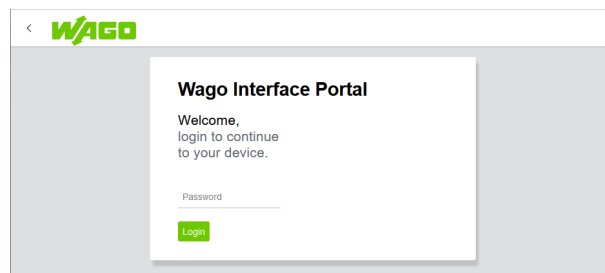 WAGO
Wago Interface Portal
Welcome,
login to continue
to your device.
Password
Login